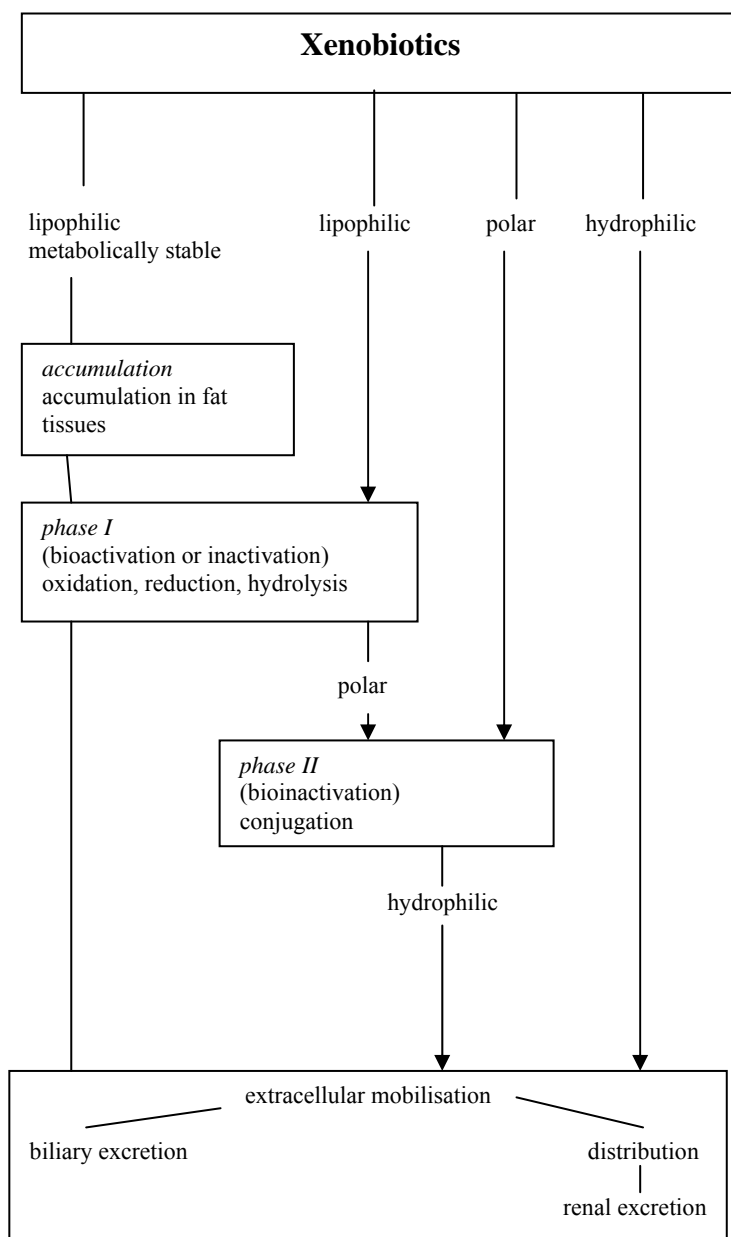 Xenobiotics
lipophilic
metabolically stable
lipophilic
polar
hydrophilic
accumulation
accumulation in fat
tissues
phase I
(bioactivation or inactivation)
oxidation, reduction, hydrolysis
polar
phase II
(bioinactivation)
conjugation
hydrophilic
extracellular mobilisation
biliary excretion
distribution
renal excretion